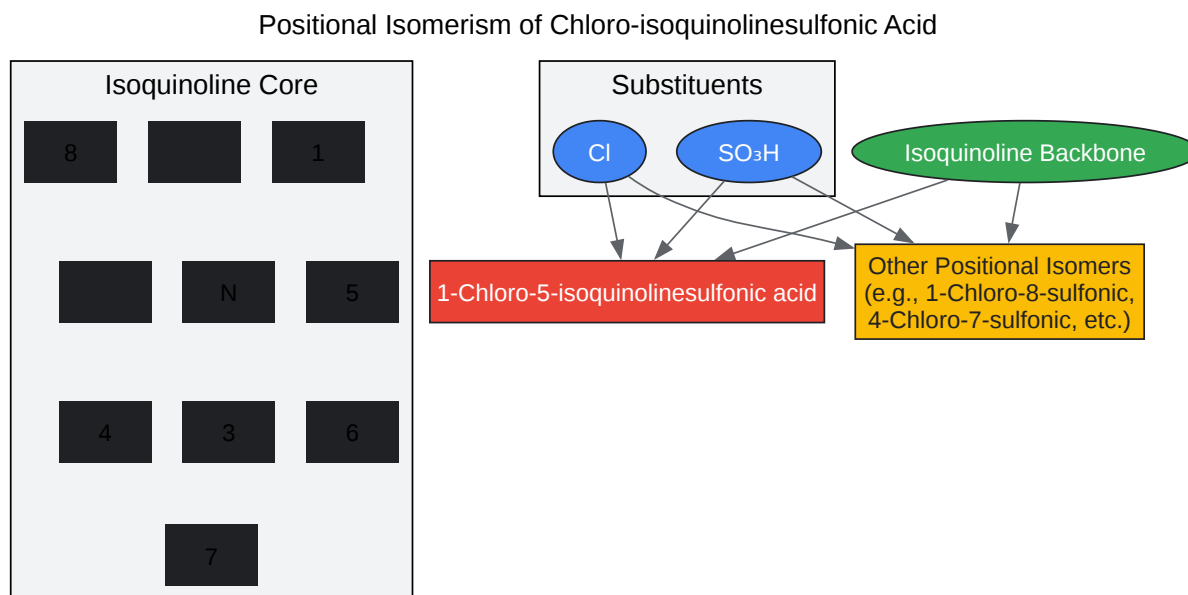 Positional Isomerism of Chloro-isoquinolinesulfonic Acid
Isoquinoline Core
8
1
N
5
4
3
6
7
Substituents
Cl
SO₃H
Isoquinoline Backbone
1-Chloro-5-isoquinolinesulfonic acid
Other Positional Isomers
(e.g., 1-Chloro-8-sulfonic,
4-Chloro-7-sulfonic, etc.)